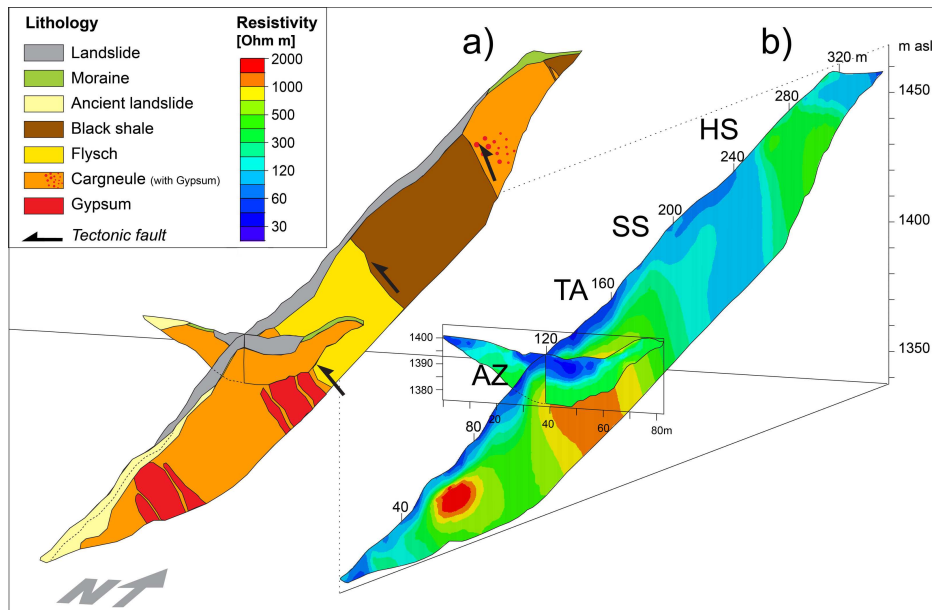 Lithology
Landslide
Moraine
Ancient landslide
Black shale
Flysch
Cargneule (with Gypsum)
Gypsum
Tectonic fault
Resistivity
[Ohm m]
2000
1000
500
300
120
60
30
a)
b)
m asl
320 m
1450
280
HS
240
1400
200
SS
160
TA
1350
120
1400
1390
1380
AZ
80
20
40
60
80m
40
N